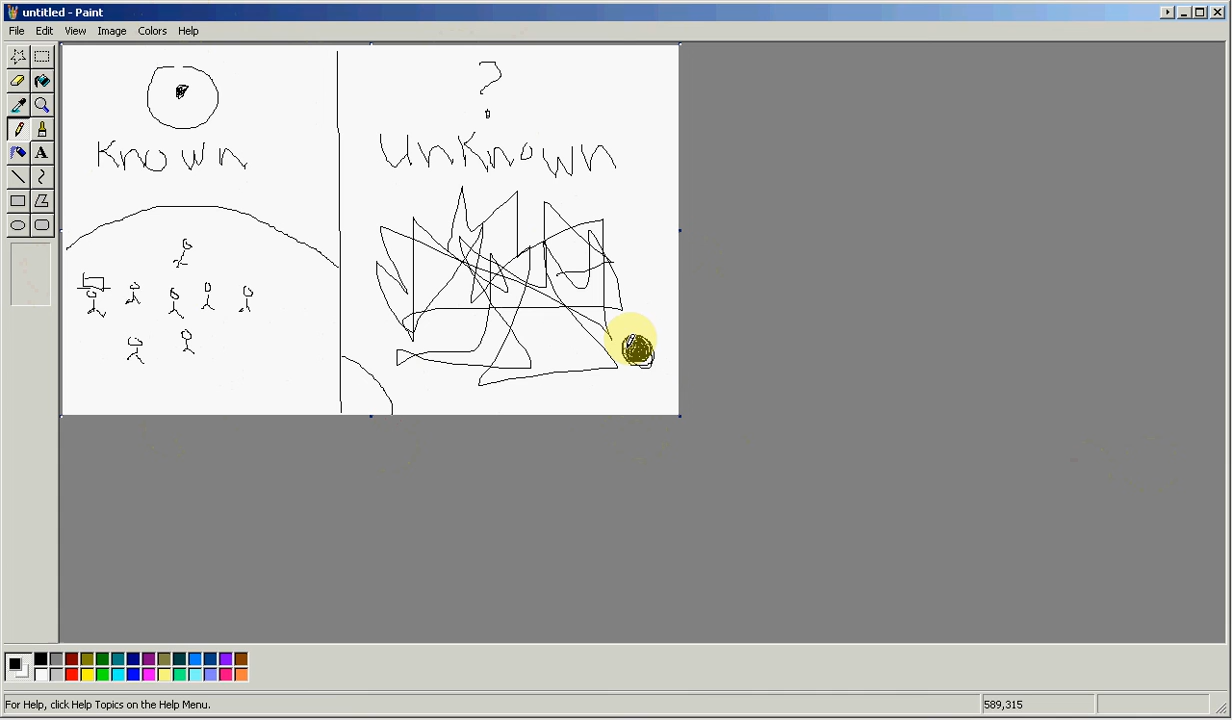 untitled - Paint
File Edit View Image Colors Help
?
Known
Unknown
A
For Help, click Help Topics on the Help Menu.
589,315